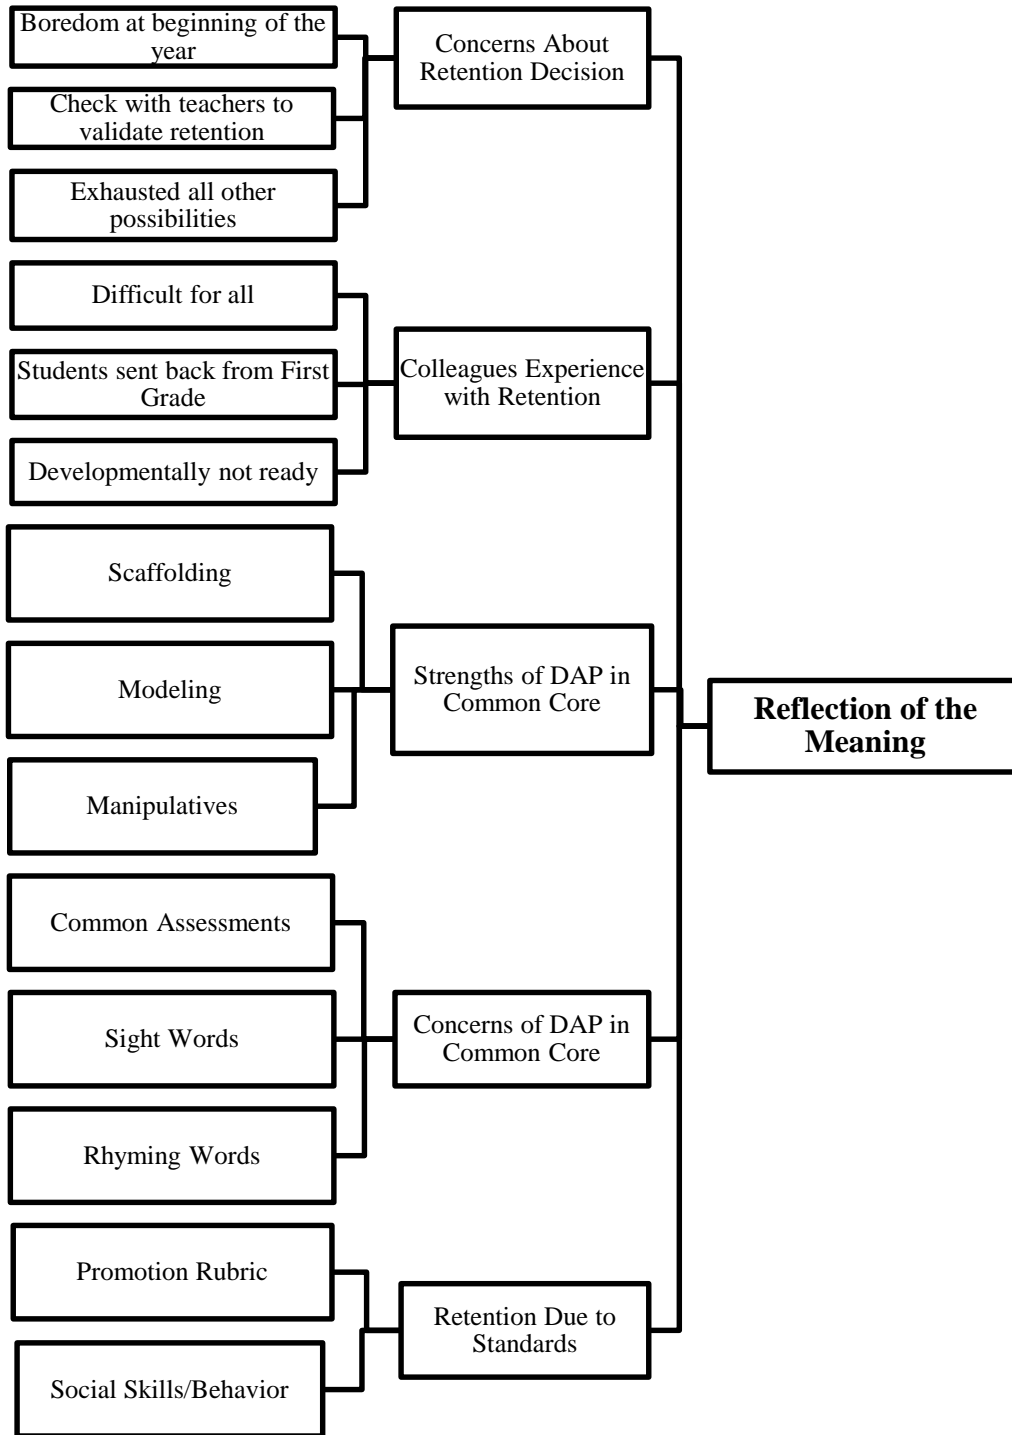 Boredom at beginning of the
year
Check with teachers to
validate retention
Exhausted all other
possibilities
Concerns About
Retention Decision
Difficult for all
Students sent back from First
Grade
Developmentally not ready
Colleagues Experience
with Retention
Scaffolding
Modeling
Manipulatives
Strengths of DAP in
Common Core
Common Assessments
Sight Words
Rhyming Words
Concerns of DAP in
Common Core
Promotion Rubric
Social Skills/Behavior
Retention Due to
Standards
Reflection of the
Meaning